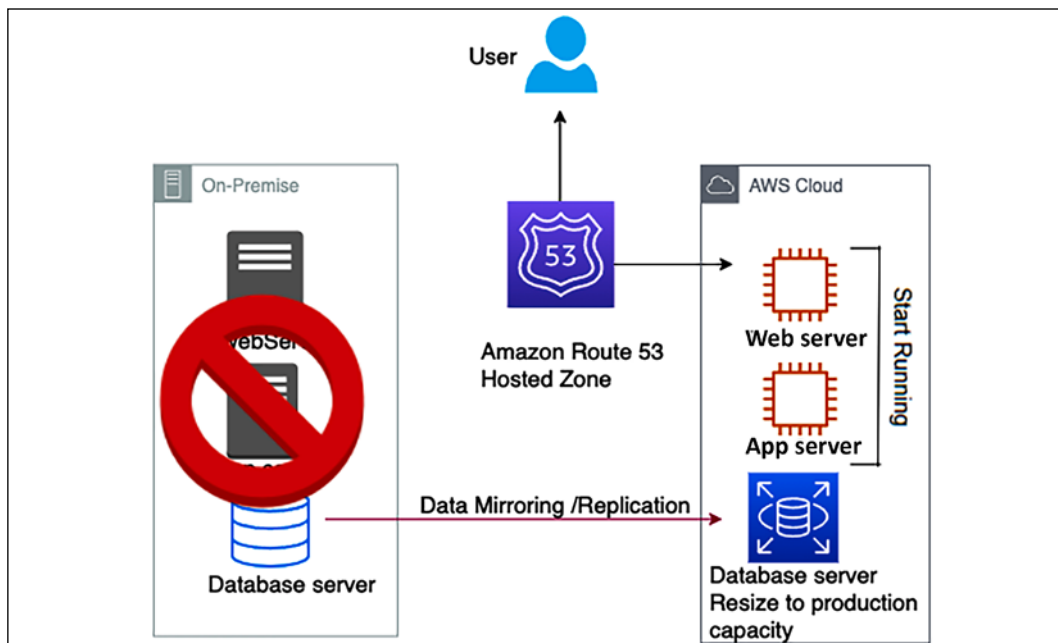 User
On-Premise
AWS Cloud
53
Web server
Start Running
Amazon Route 53
Hosted Zone
App server
Data Mirroring /Replication
Database server
Database server
Resize to production
capacity